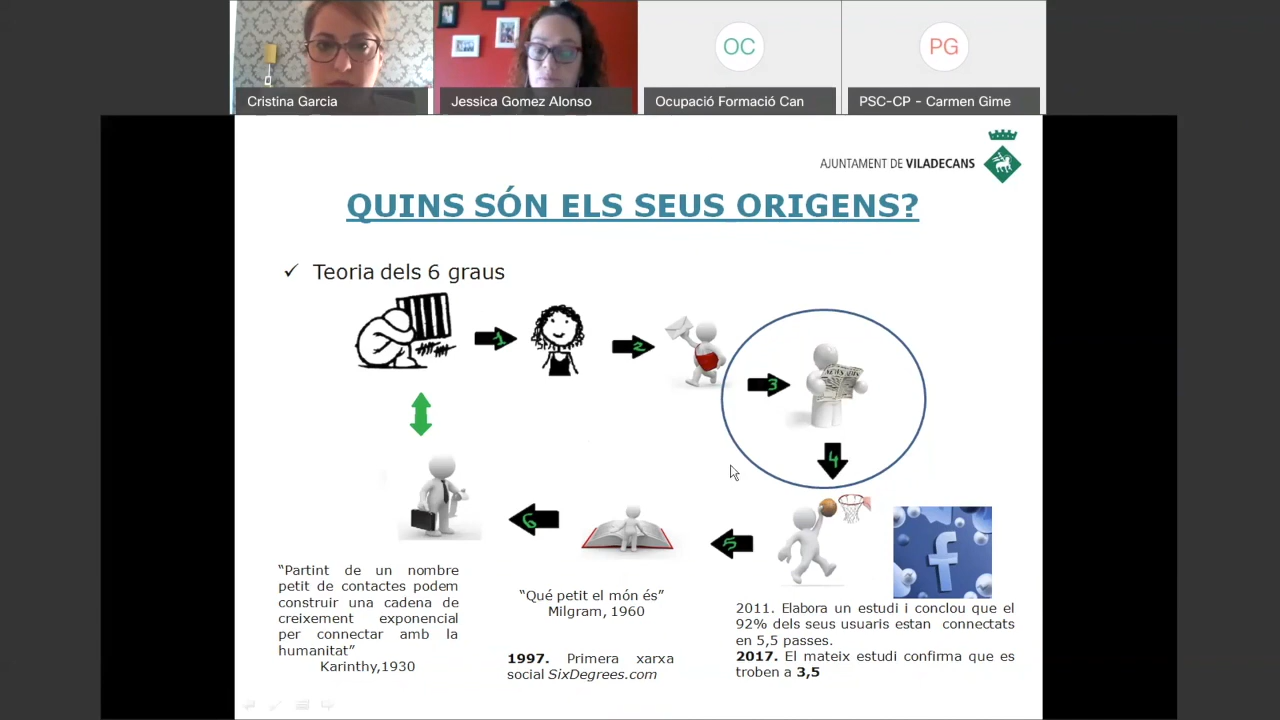 OC
PG
Cristina Garcia
Jessica Gomez Alonso
Ocupació Formació Can
PSC-CP - Carmen Gime
AJUNTAMENT DE VILADECANS
QUINS SÓN ELS SEUS ORIGENS?
✓ Teoria dels 6 graus
1
2
3
4
5
6
f
“Partint de un nombre
petit de contactes podem
construir una cadena de
creixement exponencial
per connectar amb la
humanitat”
Karinthy,1930
“Qué petit el món és”
Milgram, 1960
1997. Primera xarxa
social SixDegrees.com
2011. Elabora un estudi i conclou que el
92% dels seus usuaris estan connectats
en 5,5 passes.
2017. El mateix estudi confirma que es
troben a 3,5